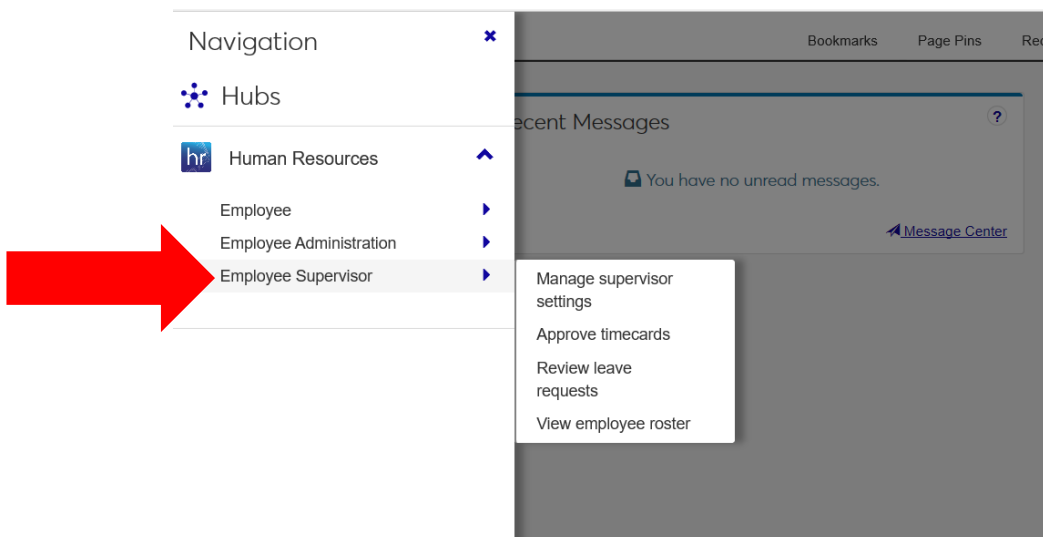 Navigation
Bookmarks Page Pins
Hubs
ecent Messages
?
hr Human Resources
You have no unread messages.
Employee
Employee Administration
Message Center
Employee Supervisor
Manage supervisor
settings
Approve timecards
Review leave
requests
View employee roster